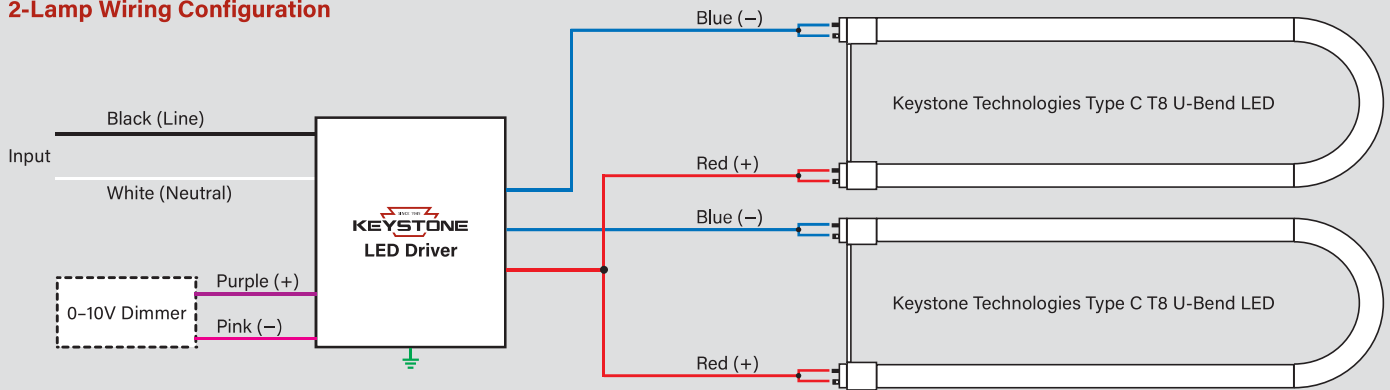 2-Lamp Wiring Configuration
Blue (−)
Keystone Technologies Type C T8 U-Bend LED
Black (Line)
Input
White (Neutral)
Red (+)
Blue (−)
KEYSTONE
LED Driver
Purple (+)
0–10V Dimmer
Pink (−)
Keystone Technologies Type C T8 U-Bend LED
Red (+)